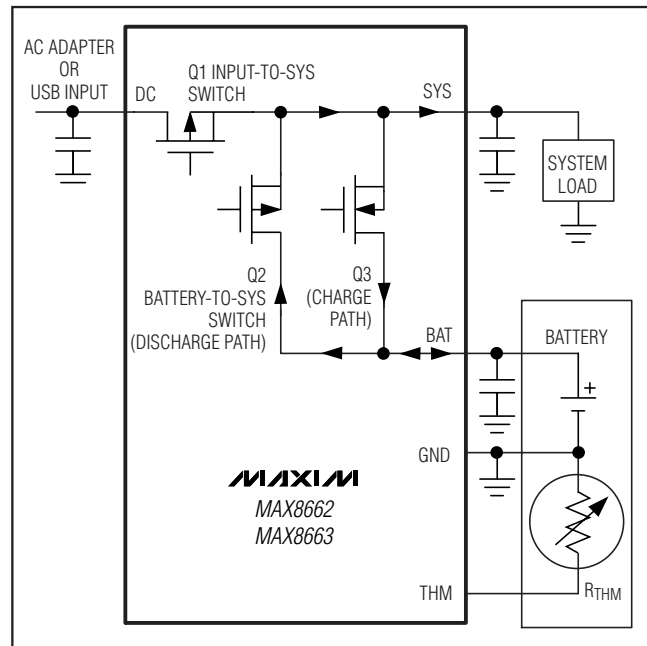 AC ADAPTER
OR
USB INPUT
DC
Q1 INPUT-TO-SYS
SWITCH
SYS
SYSTEM
LOAD
Q2
BATTERY-TO-SYS
SWITCH
(DISCHARGE PATH)
Q3
(CHARGE
PATH)
BAT
BATTERY
+
GND
MAXIM
MAX8662
MAX8663
THM
RTHM